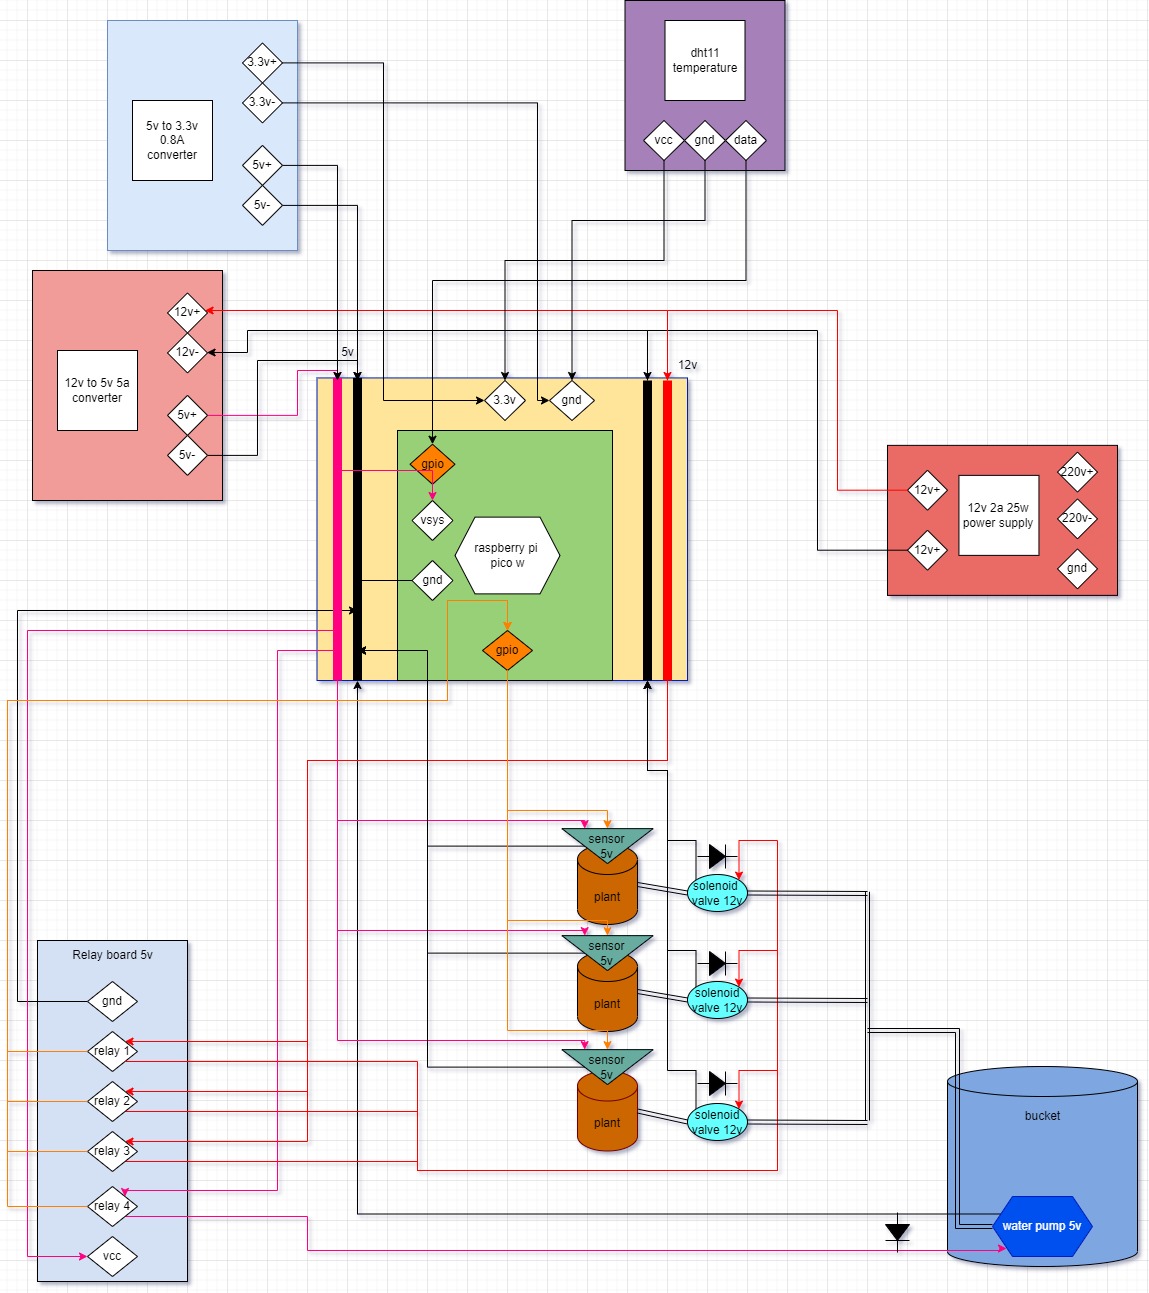 3.3v+
3.3v-
5v to 3.3v
0.8A
converter
5v+
5v-
dht11
temperature
vcc
gnd
data
12v+
12v-
12v to 5v 5a
converter
5v+
5v-
5v
12v
3.3v
gnd
gpio
vsys
raspberry pi
pico w
gnd
gpio
12v+
12v+
12v 2a 25w
power supply
220v+
220v-
gnd
sensor
5v
plant
solenoid
valve 12v
sensor
5v
plant
solenoid
valve 12v
sensor
5v
plant
solenoid
valve 12v
Relay board 5v
gnd
relay 1
relay 2
relay 3
relay 4
vcc
bucket
water pump 5v